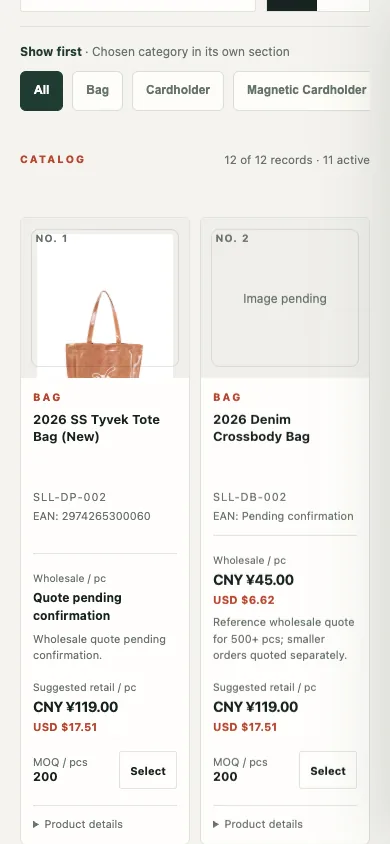 Show first · Chosen category in its own section
All
Bag
Cardholder
Magnetic Cardholder
CATALOG
12 of 12 records · 11 active
NO. 1
BAG
2026 SS Tyvek Tote
Bag (New)
SLL-DP-002
EAN: 2974265300060
Wholesale / pc
Quote pending
confirmation
Wholesale quote pending
confirmation.
Suggested retail / pc
CNY ¥119.00
USD $17.51
MOQ / pcs
200
Select
▶ Product details
NO. 2
Image pending
BAG
2026 Denim
Crossbody Bag
SLL-DB-002
EAN: Pending confirmation
Wholesale / pc
CNY ¥45.00
USD $6.62
Reference wholesale quote
for 500+ pcs; smaller
orders quoted separately.
Suggested retail / pc
CNY ¥119.00
USD $17.51
MOQ / pcs
200
Select
▶ Product details